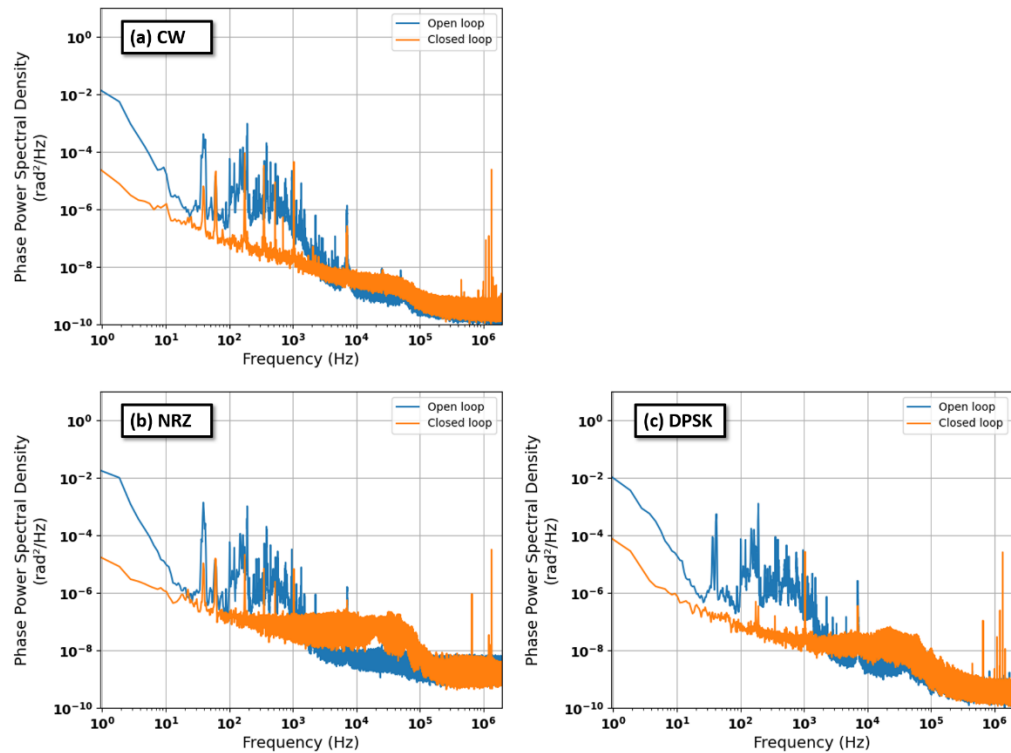 (a) CW
Open loop
Closed loop
Phase Power Spectral Density
(rad²/Hz)
10⁰
10⁻²
10⁻⁴
10⁻⁶
10⁻⁸
10⁻¹⁰
10⁰ 10¹ 10² 10³ 10⁴ 10⁵ 10⁶
Frequency (Hz)
(b) NRZ
Open loop
Closed loop
Phase Power Spectral Density
(rad²/Hz)
10⁰
10⁻²
10⁻⁴
10⁻⁶
10⁻⁸
10⁻¹⁰
10⁰ 10¹ 10² 10³ 10⁴ 10⁵ 10⁶
Frequency (Hz)
(c) DPSK
Open loop
Closed loop
Phase Power Spectral Density
(rad²/Hz)
10⁰
10⁻²
10⁻⁴
10⁻⁶
10⁻⁸
10⁻¹⁰
10⁰ 10¹ 10² 10³ 10⁴ 10⁵ 10⁶
Frequency (Hz)